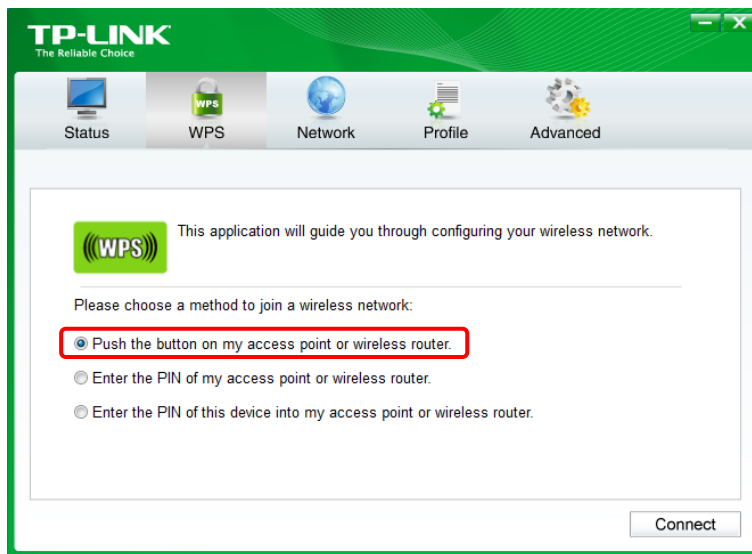 TP-LINK
The Reliable Choice
Status WPS WPS Network Profile Advanced
(((WPS)))
This application will guide you through configuring your wireless network.
Please choose a method to join a wireless network:
Push the button on my access point or wireless router.
Enter the PIN of my access point or wireless router.
Enter the PIN of this device into my access point or wireless router.
Connect